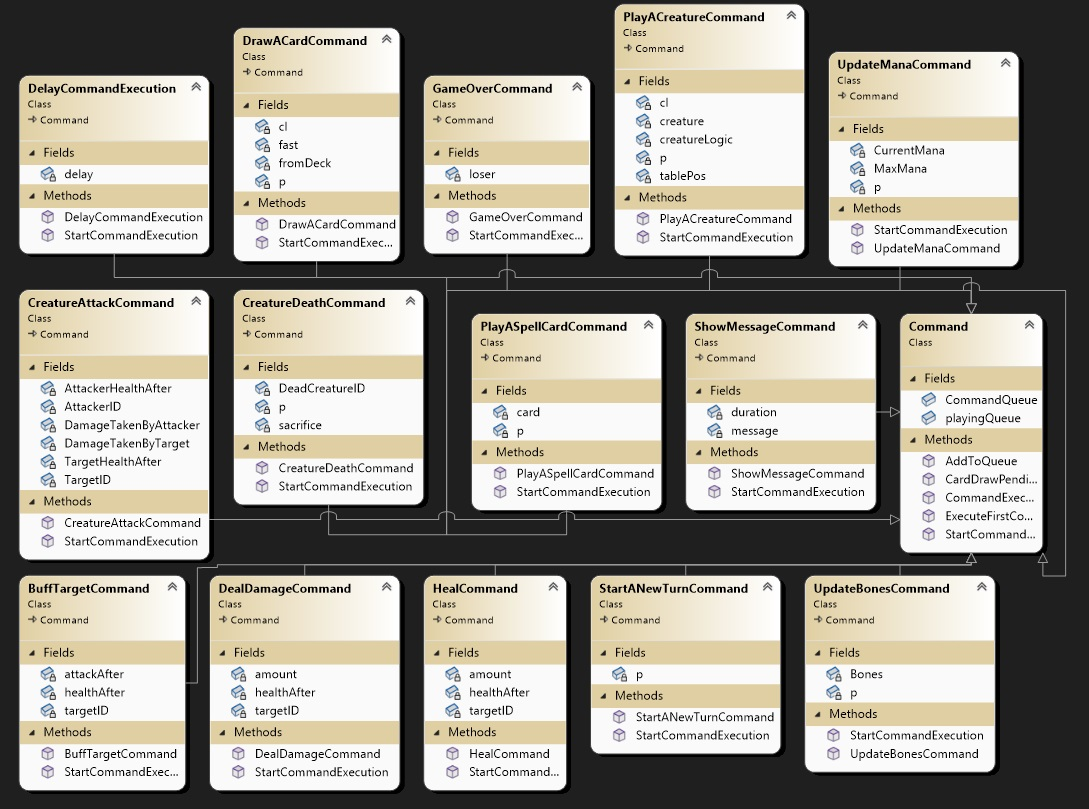 DelayCommandExecution
Class
Command
Fields
delay
Methods
DelayCommandExecution
StartCommandExecution
DrawACardCommand
Class
Command
Fields
cl
fast
fromDeck
p
Methods
DrawACardCommand
StartCommandExec...
GameOverCommand
Class
Command
Fields
loser
Methods
GameOverCommand
StartCommandExec...
PlayACreatureCommand
Class
Command
Fields
cl
creature
creatureLogic
p
tablePos
Methods
PlayACreatureCommand
StartCommandExecution
UpdateManaCommand
Class
Command
Fields
CurrentMana
MaxMana
p
Methods
StartCommandExecution
UpdateManaCommand
CreatureAttackCommand
Class
Command
Fields
AttackerHealthAfter
AttackerID
DamageTakenByAttacker
DamageTakenByTarget
TargetHealthAfter
TargetID
Methods
CreatureAttackCommand
StartCommandExecution
CreatureDeathCommand
Class
Command
Fields
DeadCreatureID
p
sacrifice
Methods
CreatureDeathCommand
StartCommandExecution
PlayASpellCardCommand
Class
Command
Fields
card
p
Methods
PlayASpellCardCommand
StartCommandExecution
ShowMessageCommand
Class
Command
Fields
duration
message
Methods
ShowMessageCommand
StartCommandExecution
Command
Class
Fields
CommandQueue
playingQueue
Methods
AddToQueue
CardDrawPendi...
CommandExec...
ExecuteFirstCo...
StartCommand...
BuffTargetCommand
Class
Command
Fields
attackAfter
healthAfter
targetID
Methods
BuffTargetCommand
StartCommandExec...
DealDamageCommand
Class
Command
Fields
amount
healthAfter
targetID
Methods
DealDamageCommand
StartCommandExecution
HealCommand
Class
Command
Fields
amount
healthAfter
targetID
Methods
HealCommand
StartCommand...
StartANewTurnCommand
Class
Command
Fields
p
Methods
StartANewTurnCommand
StartCommandExecution
UpdateBonesCommand
Class
Command
Fields
Bones
p
Methods
StartCommandExecution
UpdateBonesCommand